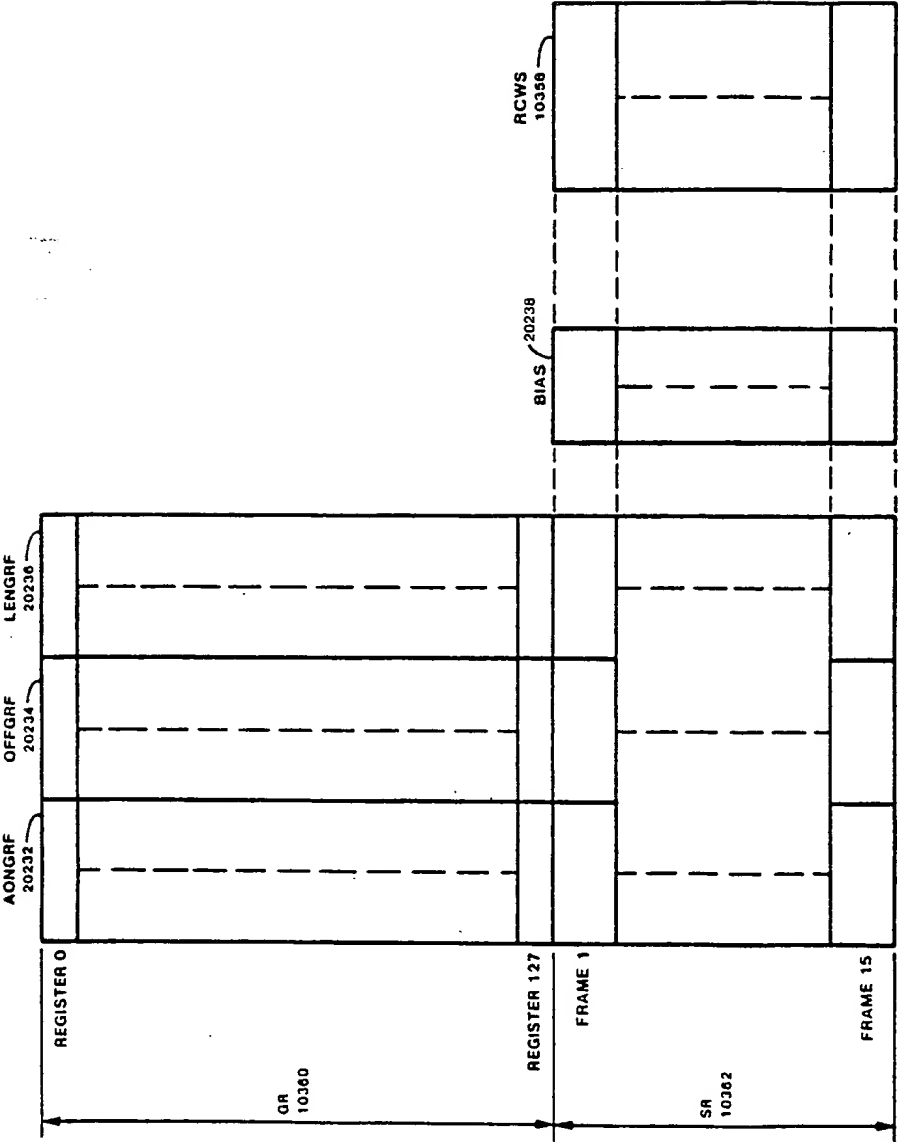 AONGRF
20232
OFFGRF
20234
LENGRF
20236
BIAS
20238
RCWS
10358
REGISTER 0
REGISTER 127
FRAME 1
FRAME 15
GR
10360
SR
10362